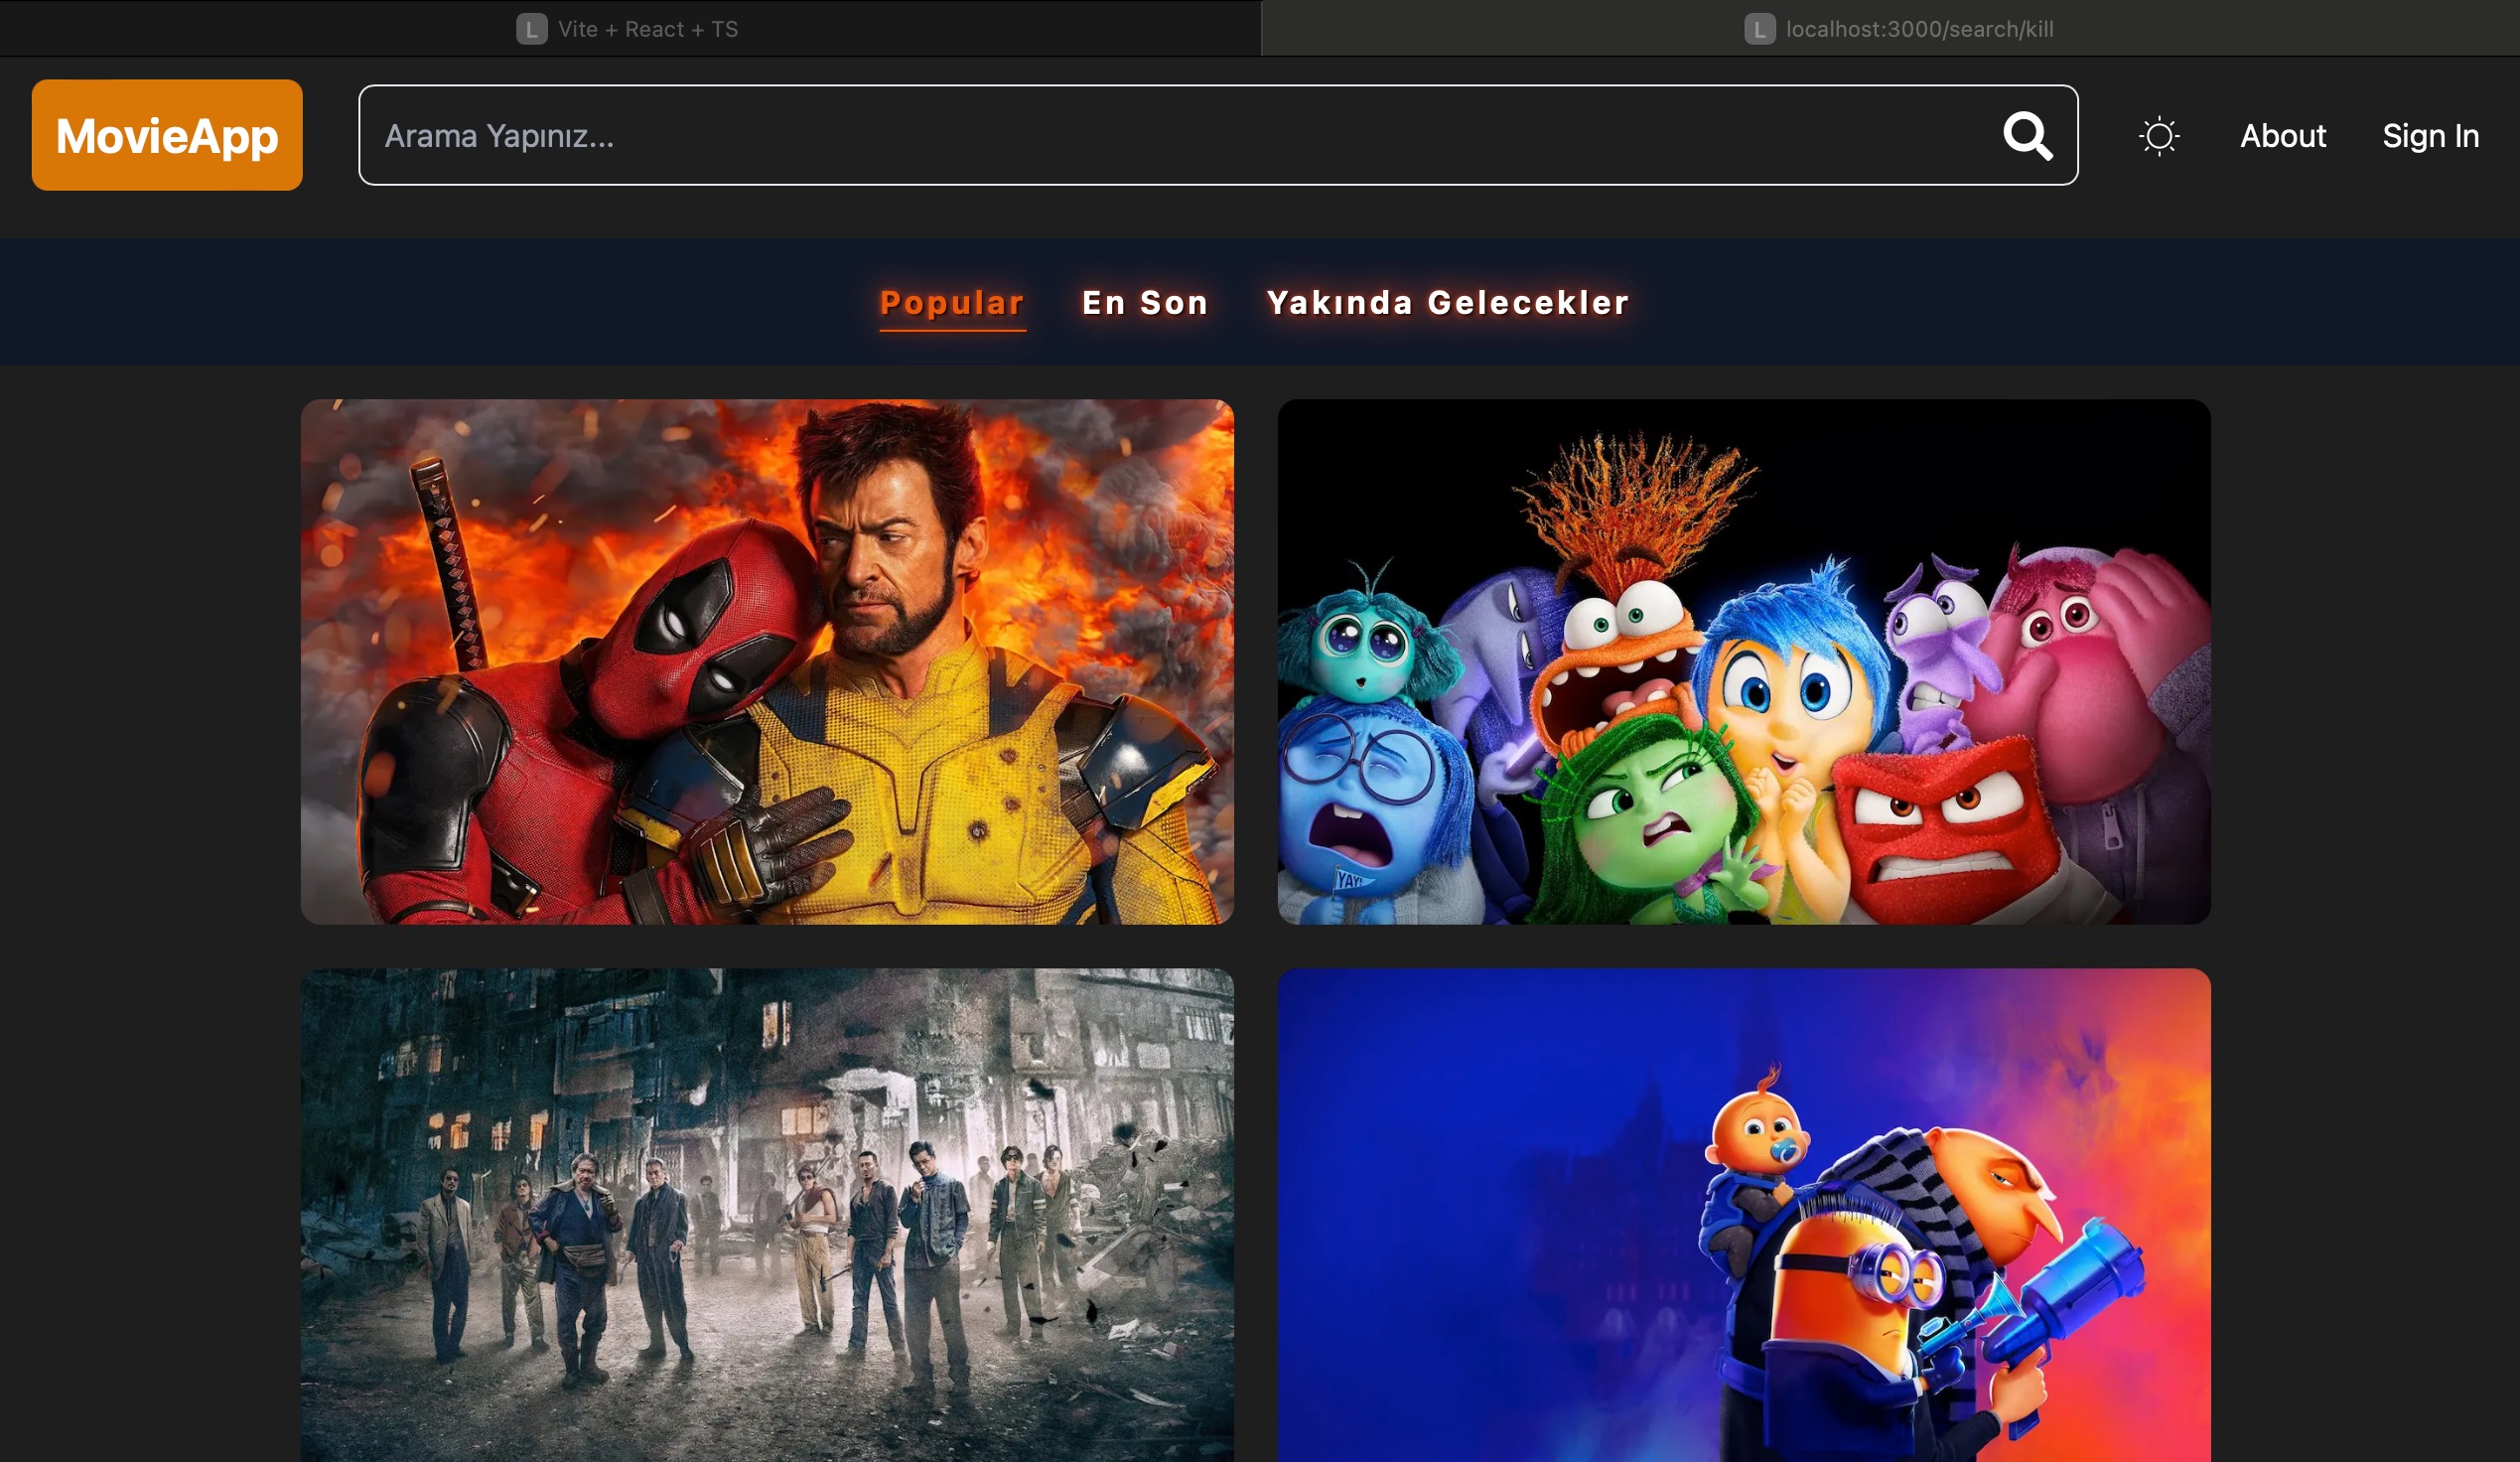 L Vite + React + TS
L localhost:3000/search/kill
MovieApp
Arama Yapınız...
About
Sign In
Popular
En Son
Yakında Gelecekler
YAY!